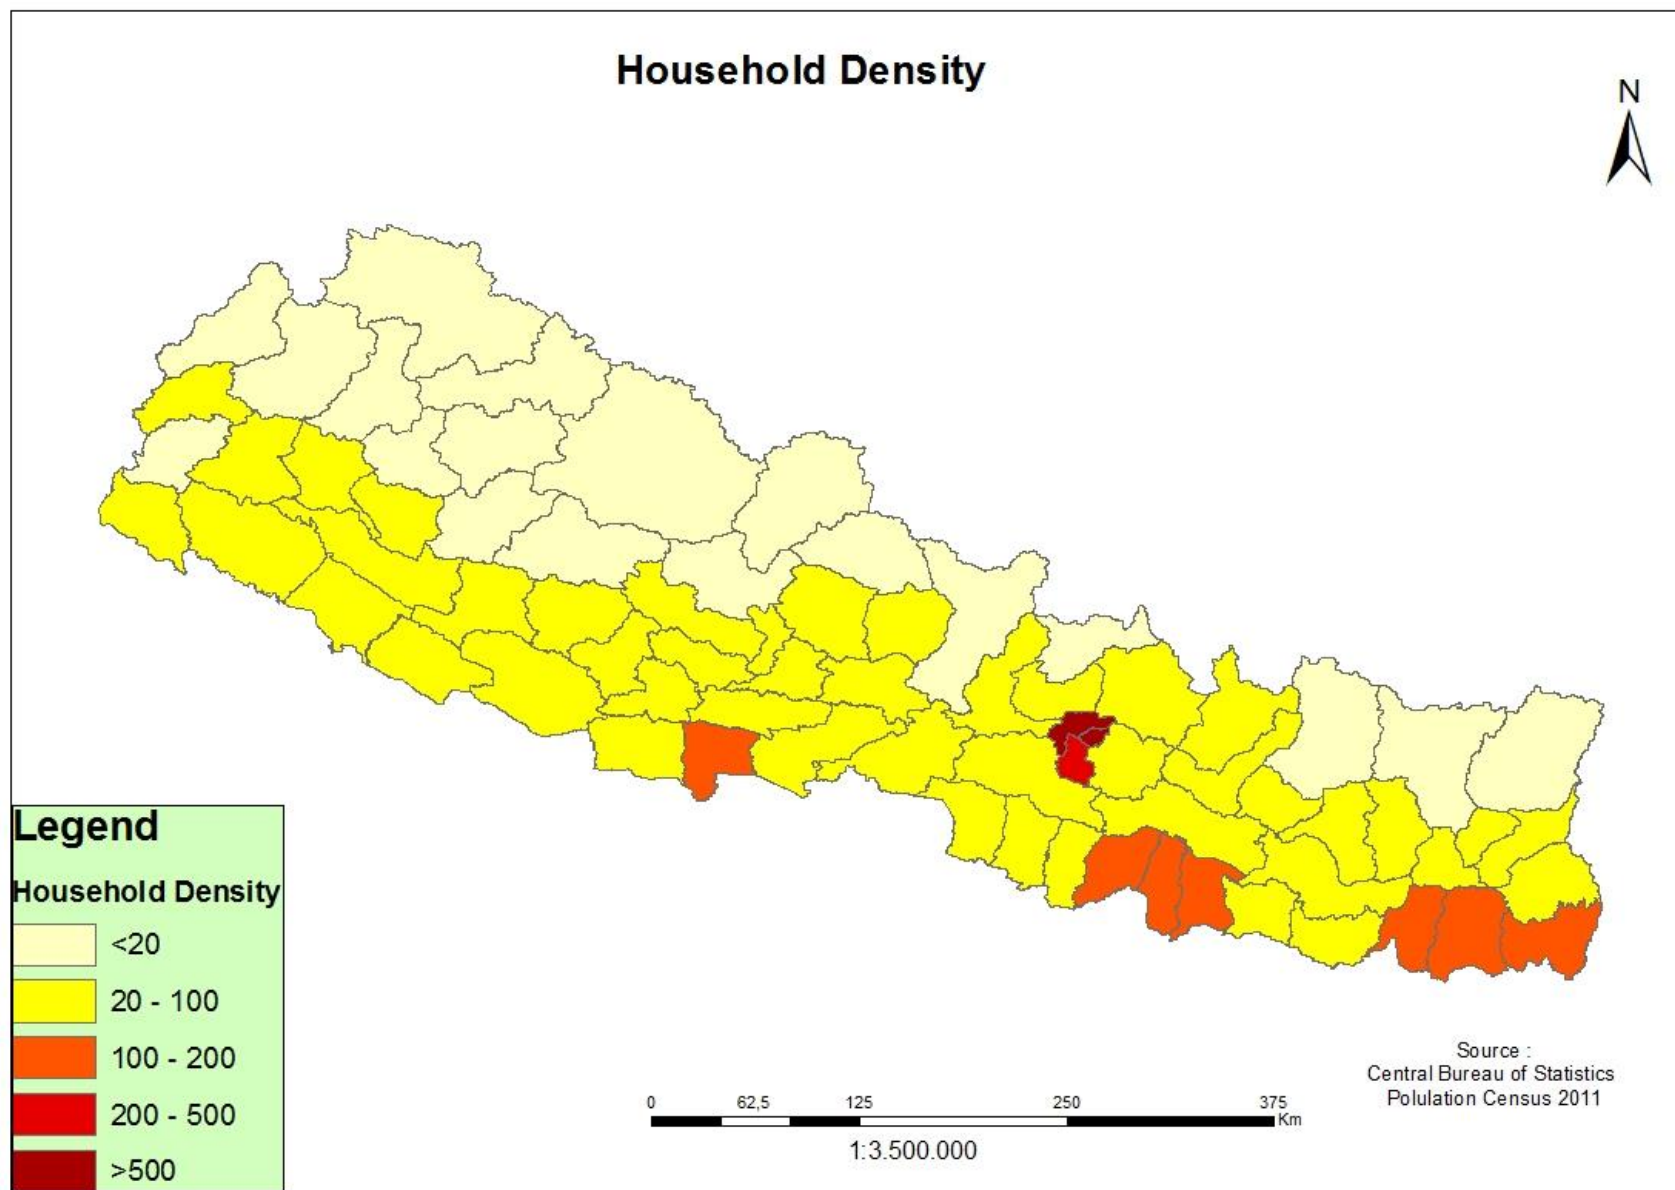 Household Density
N
Legend
Household Density
<20
20 - 100
100 - 200
200 - 500
>500
0 62,5 125 250 375
Km
1:3.500.000
Source :
Central Bureau of Statistics
Polulation Census 2011